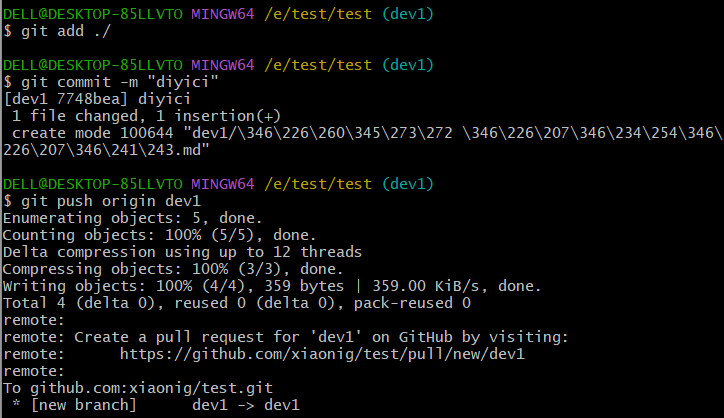 DELL@DESKTOP-85LLVTO MINGW64 /e/test/test (dev1)
$ git add ./
DELL@DESKTOP-85LLVTO MINGW64 /e/test/test (dev1)
$ git commit -m "diyici"
[dev1 7748bea] diyici
 1 file changed, 1 insertion(+)
 create mode 100644 "dev1/\346\226\260\345\273\272 \346\226\207\346\234\254\346\
226\207\346\241\243.md"
DELL@DESKTOP-85LLVTO MINGW64 /e/test/test (dev1)
$ git push origin dev1
Enumerating objects: 5, done.
Counting objects: 100% (5/5), done.
Delta compression using up to 12 threads
Compressing objects: 100% (3/3), done.
Writing objects: 100% (4/4), 359 bytes | 359.00 KiB/s, done.
Total 4 (delta 0), reused 0 (delta 0), pack-reused 0
remote:
remote: Create a pull request for 'dev1' on GitHub by visiting:
remote:      https://github.com/xiaonig/test/pull/new/dev1
remote:
To github.com:xiaonig/test.git
 * [new branch]      dev1 -> dev1